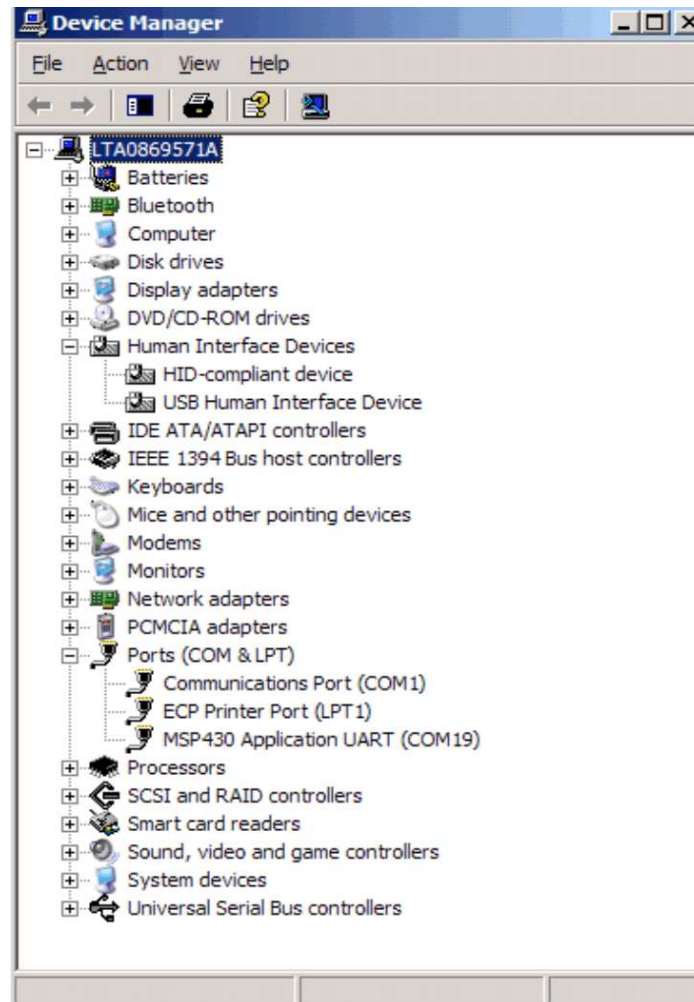 Device Manager
File Action View Help
LTA0869571A
Batteries
Bluetooth
Computer
Disk drives
Display adapters
DVD/CD-ROM drives
Human Interface Devices
HID-compliant device
USB Human Interface Device
IDE ATA/ATAPI controllers
IEEE 1394 Bus host controllers
Keyboards
Mice and other pointing devices
Modems
Monitors
Network adapters
PCMCIA adapters
Ports (COM & LPT)
Communications Port (COM1)
ECP Printer Port (LPT1)
MSP430 Application UART (COM19)
Processors
SCSI and RAID controllers
Smart card readers
Sound, video and game controllers
System devices
Universal Serial Bus controllers